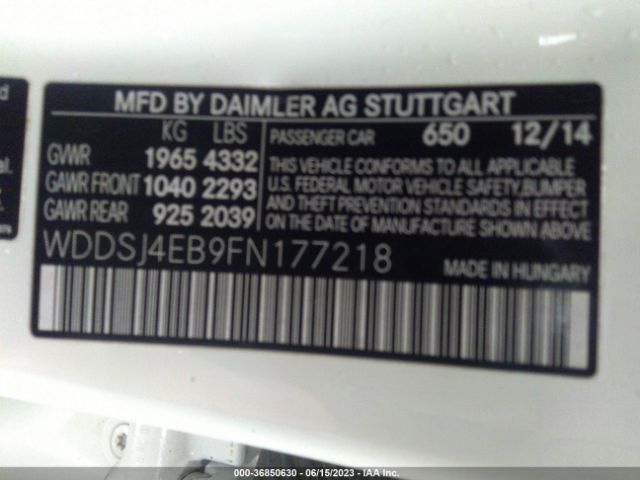 MFD BY DAIMLER AG STUTTGART
KG LBS
GVWR 1965 4332
GAWR FRONT 1040 2293
GAWR REAR 925 2039
PASSENGER CAR 650 12/14
THIS VEHICLE CONFORMS TO ALL APPLICABLE
U.S. FEDERAL MOTOR VEHICLE SAFETY, BUMPER
AND THEFT PREVENTION STANDARDS IN EFFECT
ON THE DATE OF MANUFACTURE SHOWN ABOVE.
WDDSJ4EB9FN177218
MADE IN HUNGARY
000-36850630 - 06/15/2023 - IAA Inc.